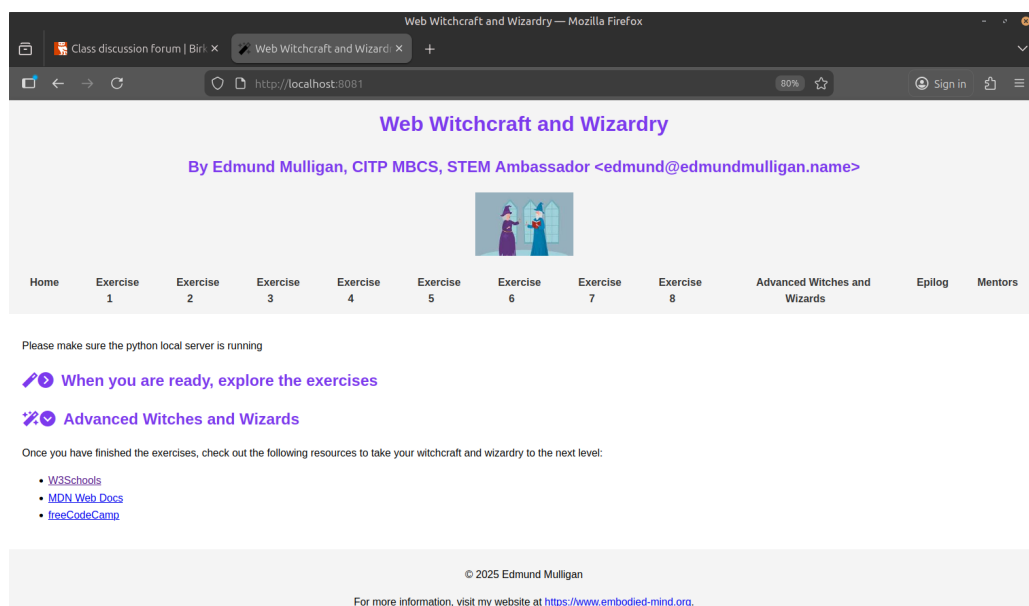 Web Witchcraft and Wizardry — Mozilla Firefox
Class discussion forum | Birk
Web Witchcraft and Wizardr
http://localhost:8081
80%
Sign in
Web Witchcraft and Wizardry
By Edmund Mulligan, CITP MBCS, STEM Ambassador <edmund@edmundmulligan.name>
Home
Exercise
1
Exercise
2
Exercise
3
Exercise
4
Exercise
5
Exercise
6
Exercise
7
Exercise
8
Advanced Witches and
Wizards
Epilog
Mentors
Please make sure the python local server is running
When you are ready, explore the exercises
Advanced Witches and Wizards
Once you have finished the exercises, check out the following resources to take your witchcraft and wizardry to the next level:
• W3Schools
• MDN Web Docs
• freeCodeCamp
© 2025 Edmund Mulligan
For more information, visit my website at https://www.embodied-mind.org.